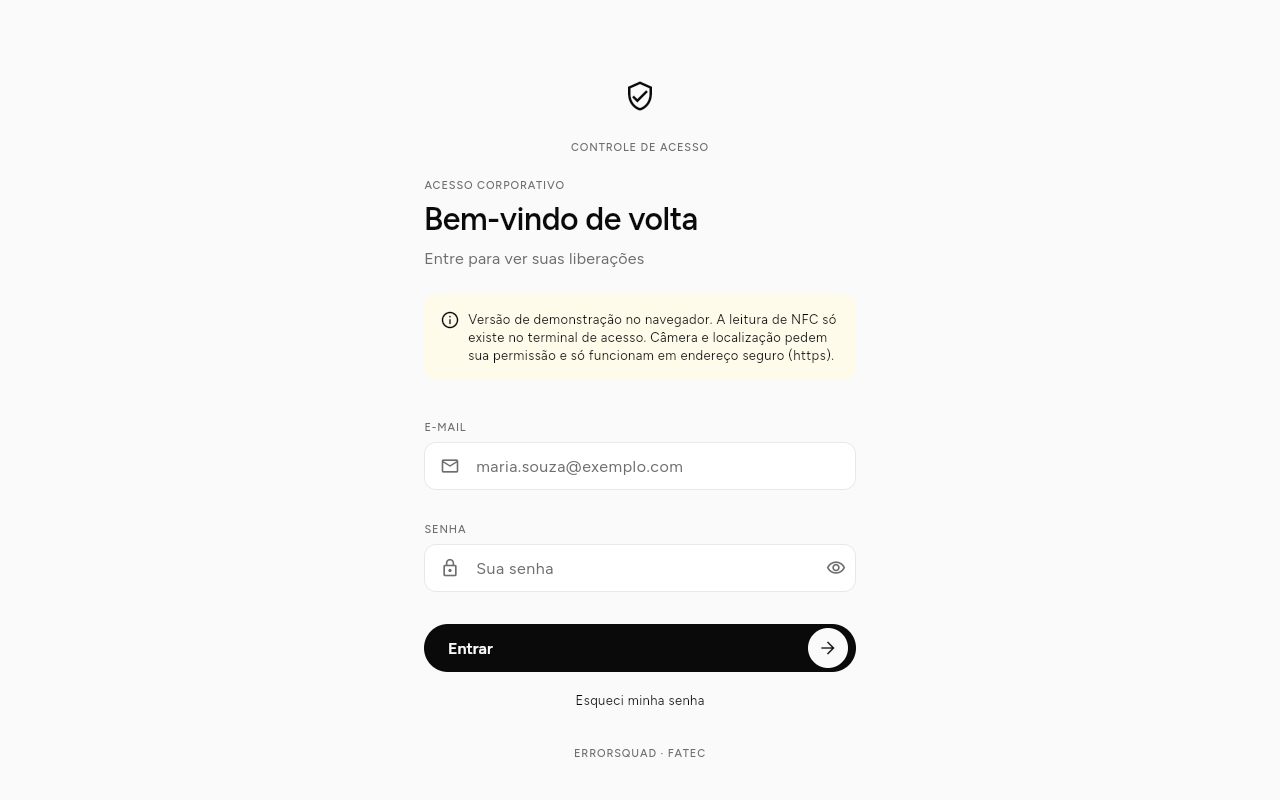 CONTROLE DE ACESSO
ACESSO CORPORATIVO
Bem-vindo de volta
Entre para ver suas liberações
Versão de demonstração no navegador. A leitura de NFC só
existe no terminal de acesso. Câmera e localização pedem
sua permissão e só funcionam em endereço seguro (https).
E-MAIL
maria.souza@exemplo.com
SENHA
Sua senha
Entrar
Esqueci minha senha
ERRORSQUAD · FATEC